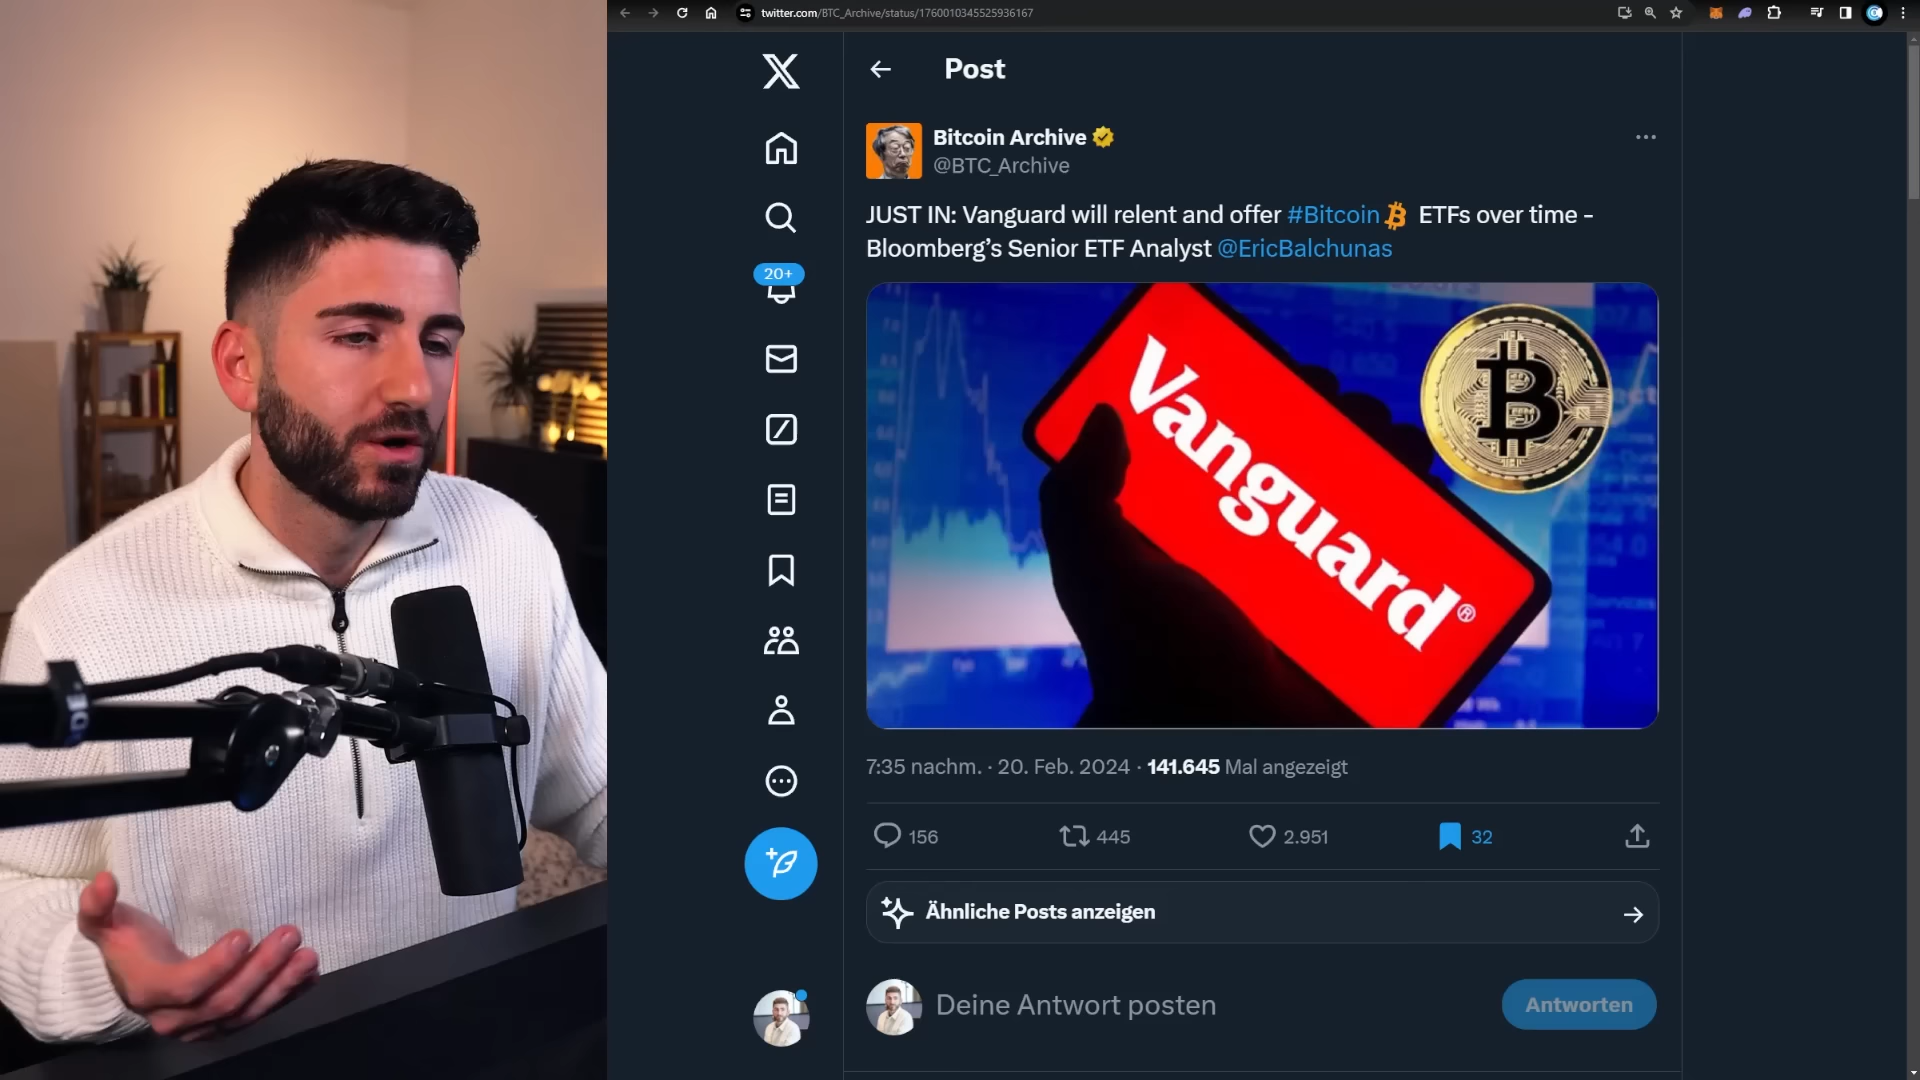 twitter.com/BTC_Archive/status/1760010345525936167
Post
Bitcoin Archive
@BTC_Archive
JUST IN: Vanguard will relent and offer #Bitcoin ETFs over time -
Bloomberg’s Senior ETF Analyst @EricBalchunas
20+
Vanguard®
7:35 nachm. · 20. Feb. 2024 · 141.645 Mal angezeigt
156
445
2.951
32
Ähnliche Posts anzeigen
Deine Antwort posten
Antworten